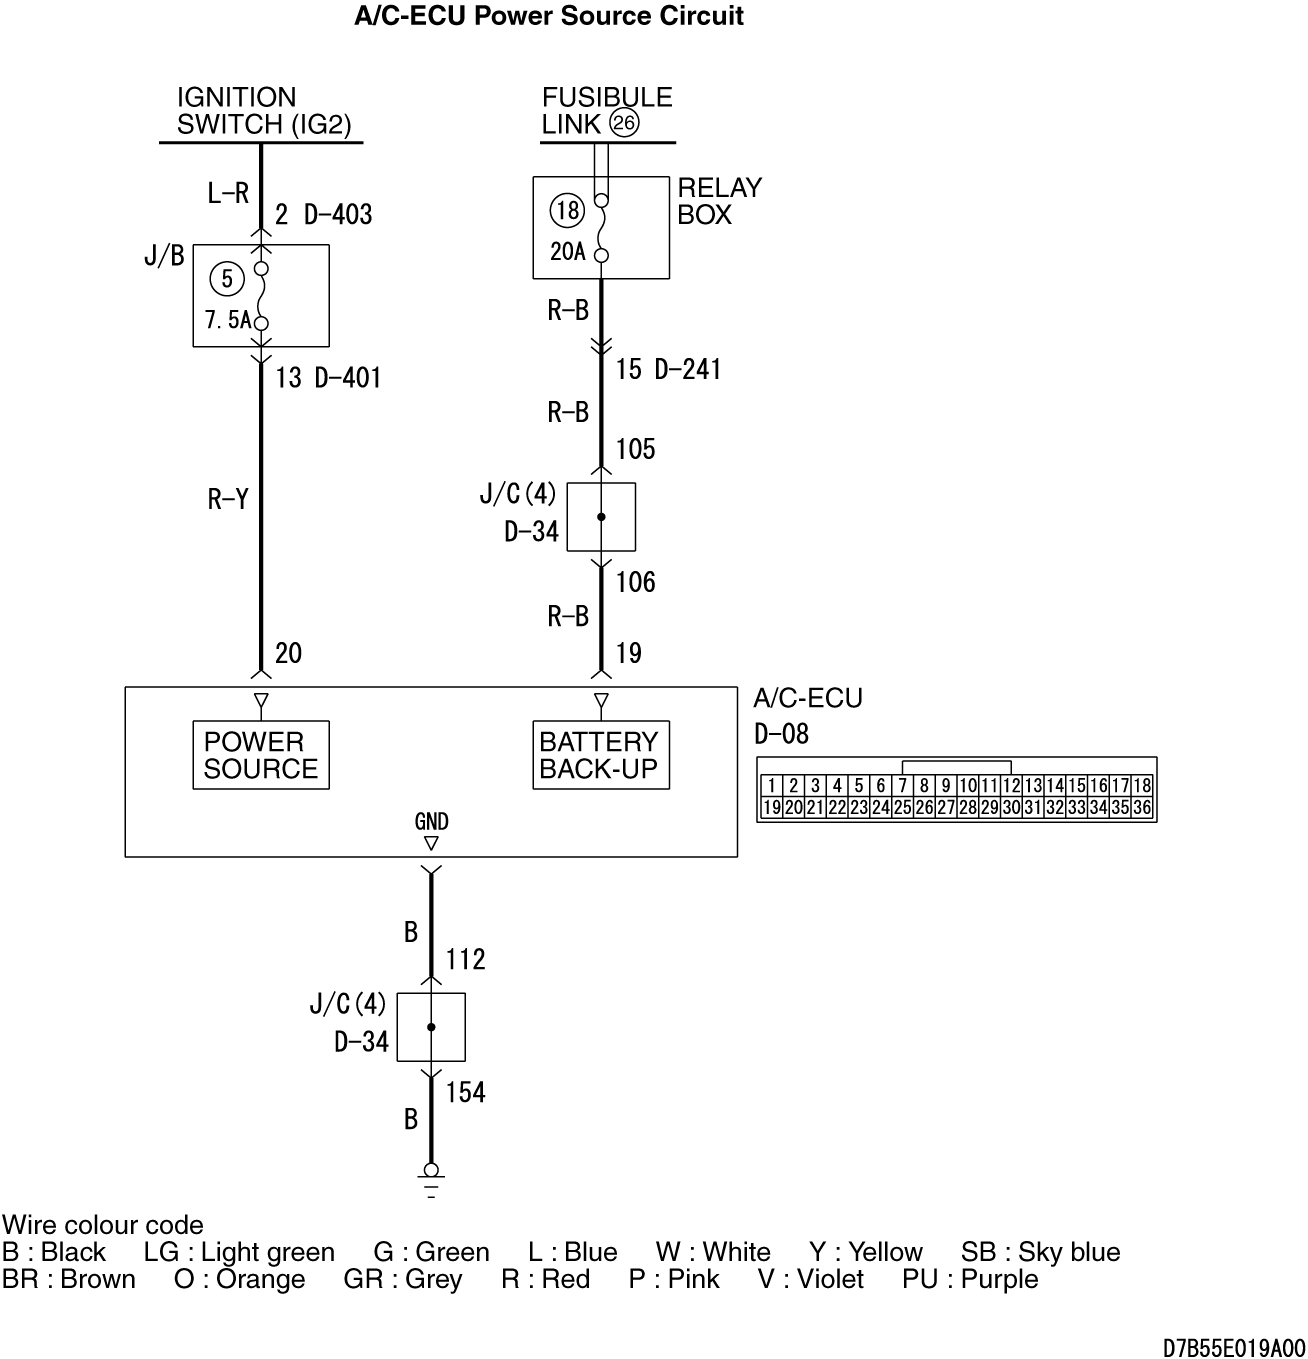 A/C-ECU Power Source Circuit
IGNITION
SWITCH (IG2)
FUSIBULE
LINK 26
L-R
2 D-403
J/B
5
7.5A
13 D-401
R-Y
20
RELAY
BOX
18
20A
R-B
15 D-241
R-B
105
J/C(4)
D-34
106
R-B
19
A/C-ECU
D-08
POWER
SOURCE
BATTERY
BACK-UP
GND
1 2 3 4 5 6 7 8 9 10 11 12 13 14 15 16 17 18
19 20 21 22 23 24 25 26 27 28 29 30 31 32 33 34 35 36
B
112
J/C(4)
D-34
154
B
Wire colour code
B : Black LG : Light green G : Green L : Blue W : White Y : Yellow SB : Sky blue
BR : Brown O : Orange GR : Grey R : Red P : Pink V : Violet PU : Purple
D7B55E019A00